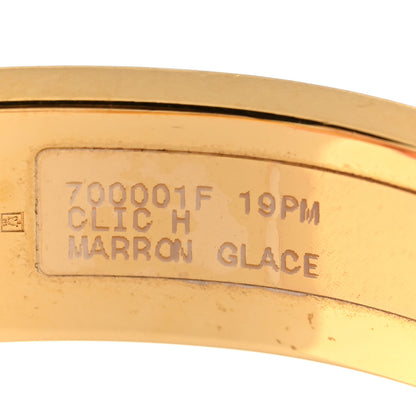 700001F 19PM
CLIC H
MARRON GLACE